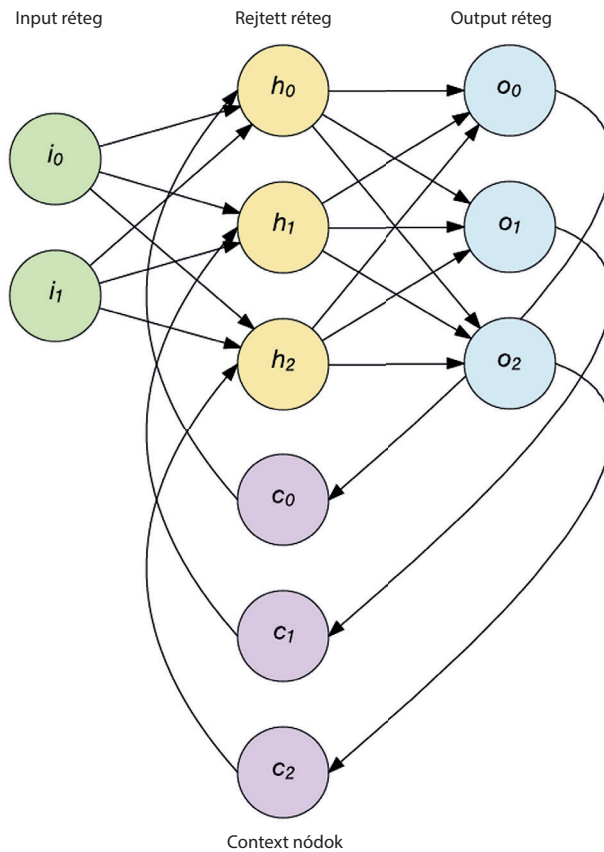 Input réteg
Rejtett réteg
Output réteg
i0
i1
h0
h1
h2
o0
o1
o2
c0
c1
c2
Context nódok